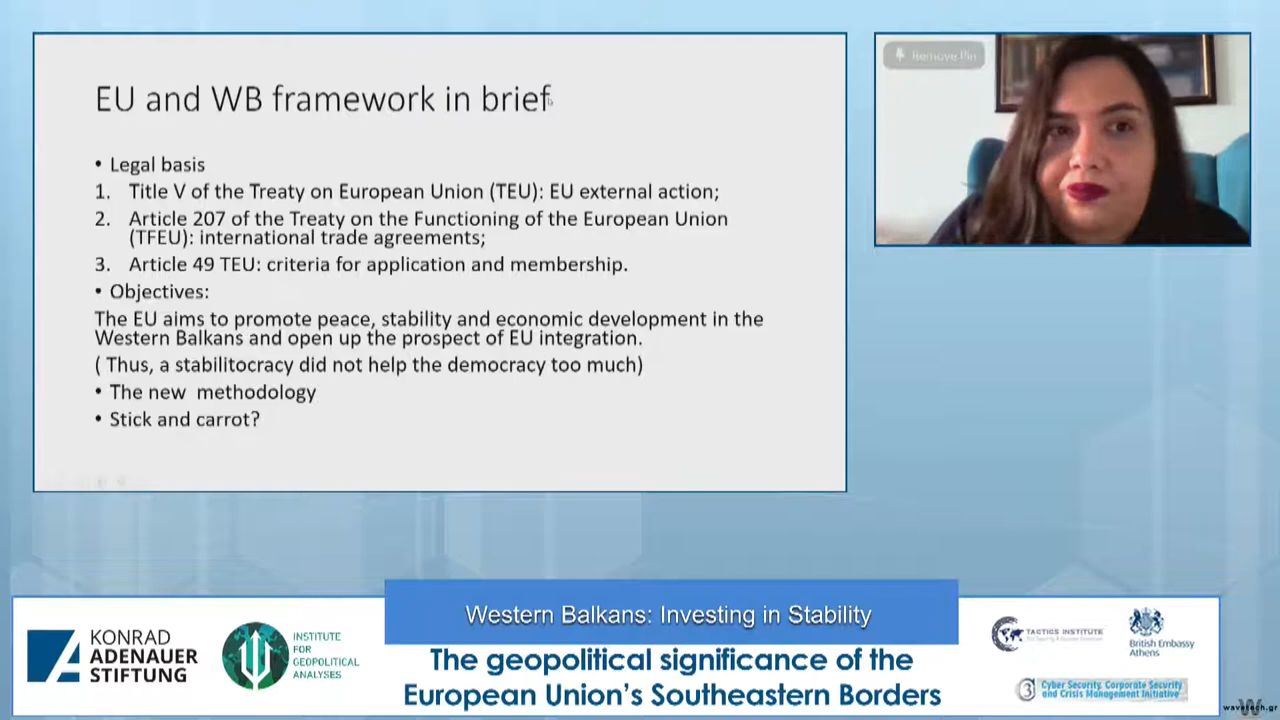 EU and WB framework in brief
• Legal basis
1. Title V of the Treaty on European Union (TEU): EU external action;
2. Article 207 of the Treaty on the Functioning of the European Union
(TFEU): international trade agreements;
3. Article 49 TEU: criteria for application and membership.
• Objectives:
The EU aims to promote peace, stability and economic development in the
Western Balkans and open up the prospect of EU integration.
( Thus, a stabilitocracy did not help the democracy too much)
• The new methodology
• Stick and carrot?
Remove Pin
Western Balkans: Investing in Stability
The geopolitical significance of the
European Union's Southeastern Borders
KONRAD
ADENAUER
STIFTUNG
INSTITUTE
FOR
GEOPOLITICAL
ANALYSES
TACTICS INSTITUTE
British Embassy
Athens
Cyber Security, Corporate Security
and Crisis Management Initiative
wavetech.gr